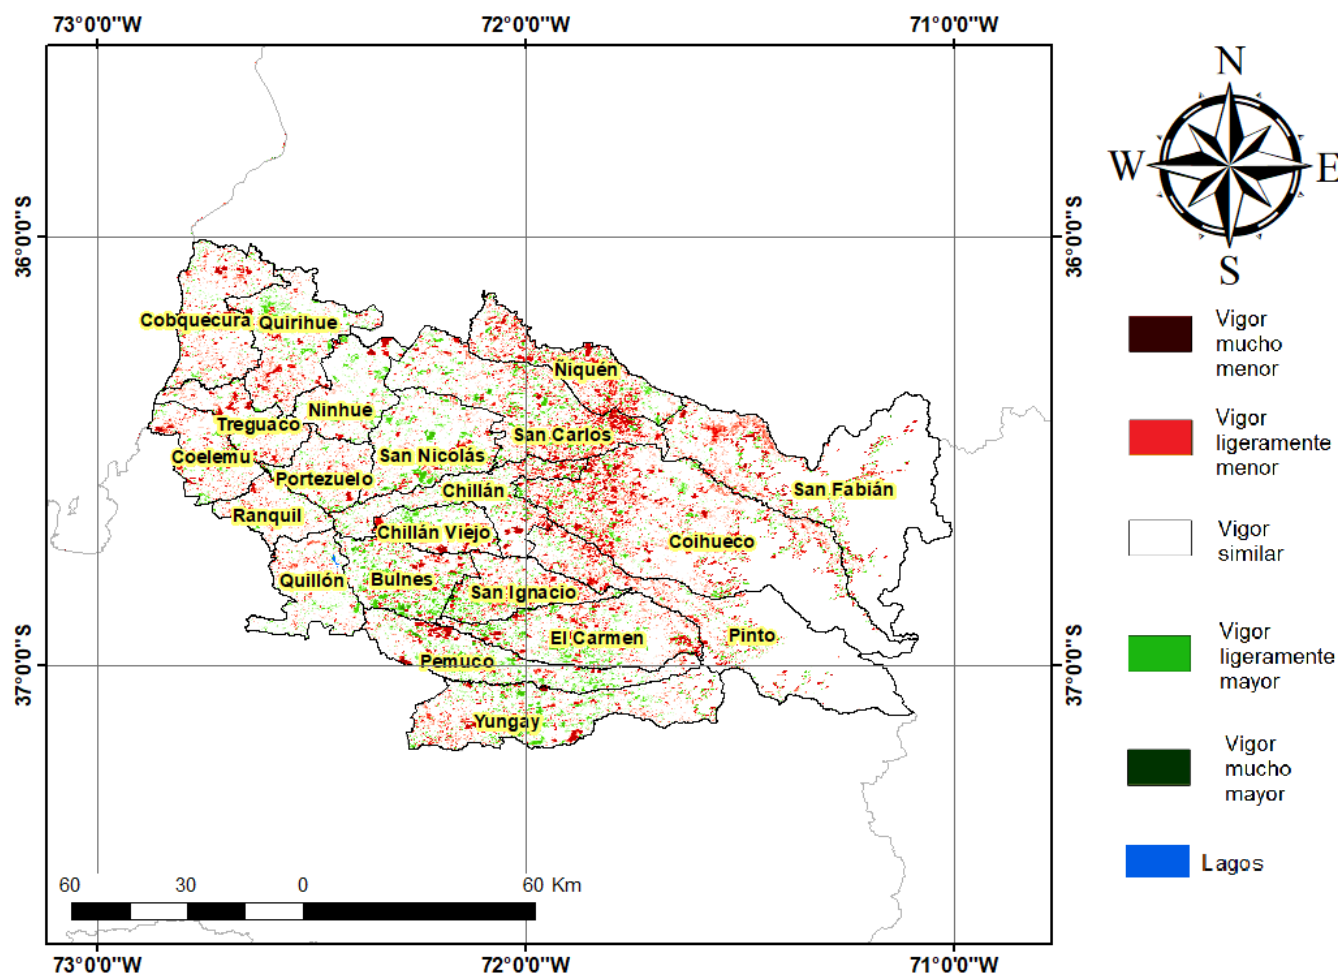 73°0'0"W
72°0'0"W
71°0'0"W
36°0'0"S
36°0'0"S
37°0'0"S
37°0'0"S
N
W
E
S
Cobquecura
Quirihue
Ñiquén
Ninhue
Treguaco
San Carlos
Coelemu
San Nicolás
Portezuelo
Chillán
San Fabián
Ránquil
Chillán Viejo
Coihueco
Quillón
Bulnes
San Ignacio
El Carmen
Pinto
Pemuco
Yungay
Vigor
mucho
menor
Vigor
ligeramente
menor
Vigor
similar
Vigor
ligeramente
mayor
Vigor
mucho
mayor
Lagos
60
30
0
60 Km
73°0'0"W
72°0'0"W
71°0'0"W